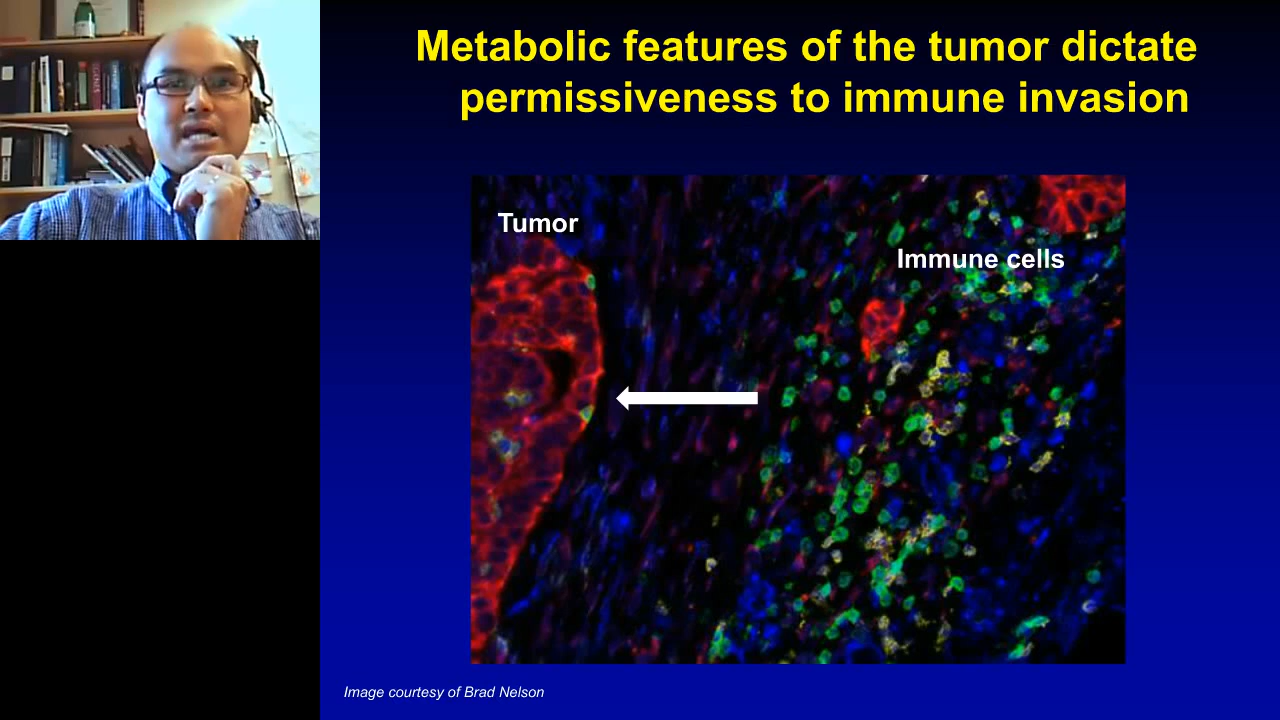 Metabolic features of the tumor dictate
permissiveness to immune invasion
Tumor
Immune cells
Image courtesy of Brad Nelson